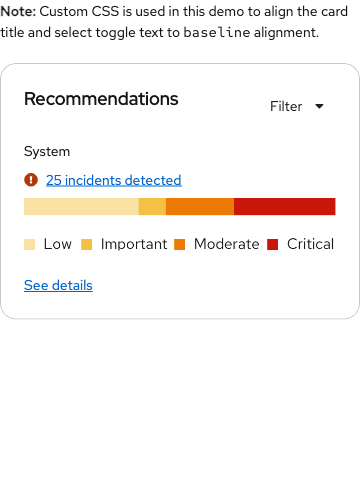 Note: Custom CSS is used in this demo to align the card
title and select toggle text to baseline alignment.
Recommendations
Filter
System
25 incidents detected
Low Important Moderate Critical
See details